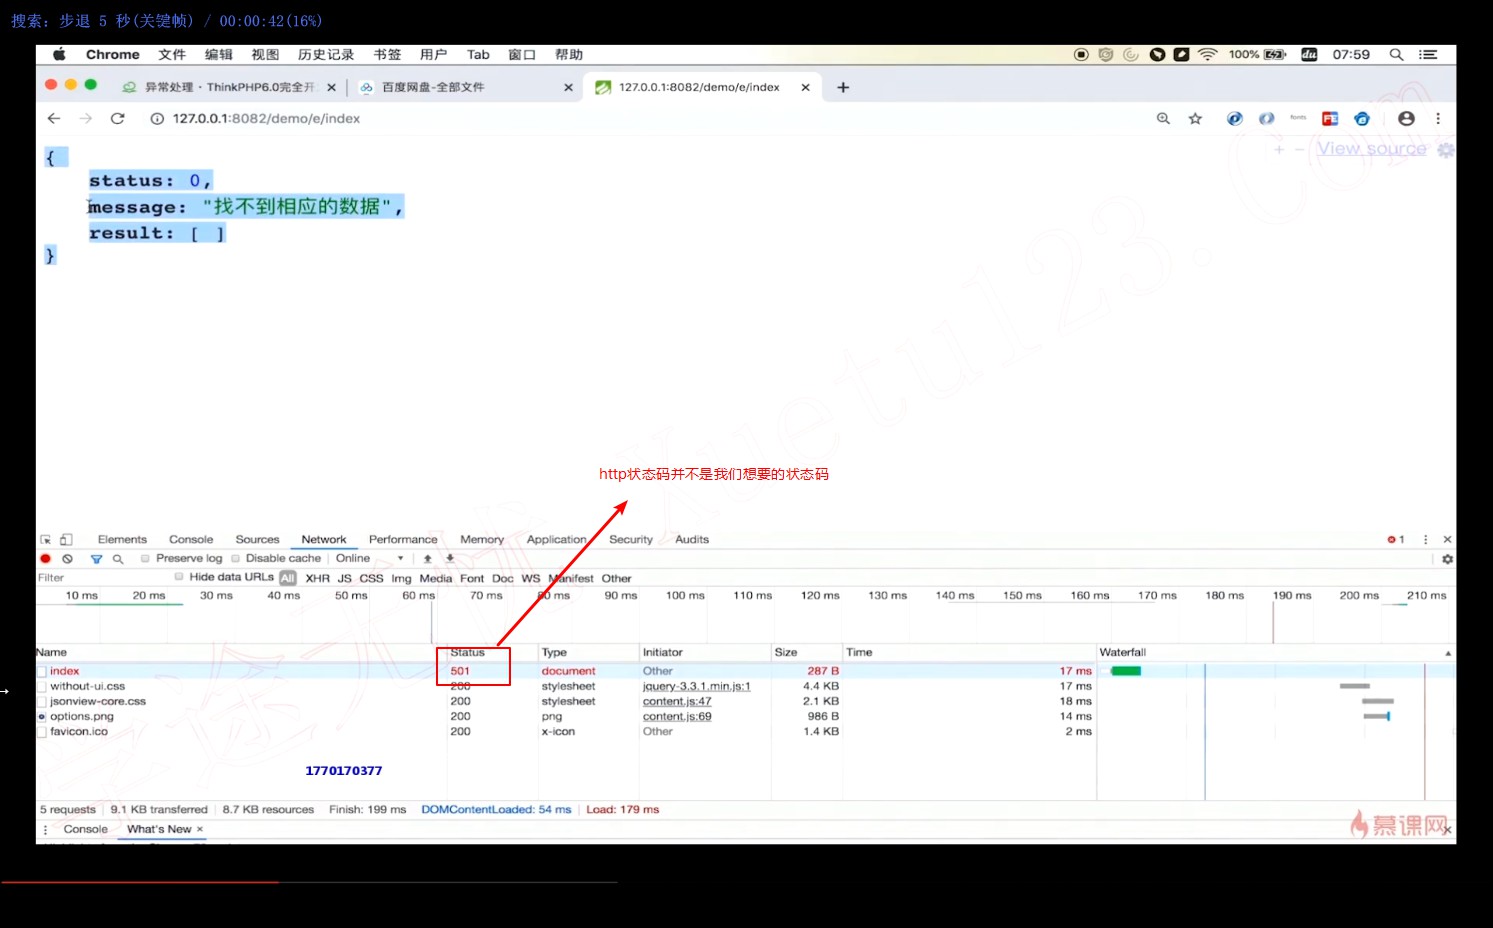 搜索: 步退 5 秒(关键帧) / 00:00:42(16%)
Chrome 文件 编辑 视图 历史记录 书签 用户 Tab 窗口 帮助 100% du 07:59
异常处理 · ThinkPHP6.0完全开 百度网盘-全部文件 127.0.0.1:8082/demo/e/index
127.0.0.1:8082/demo/e/index
View source
{
status: 0,
message: "找不到相应的数据",
result: [ ]
}
xuetu123.com
http状态码并不是我们想要的状态码
Elements Console Sources Network Performance Memory Application Security Audits 1
Preserve log Disable cache Online
Filter Hide data URLs All XHR JS CSS Img Media Font Doc WS Manifest Other
10 ms 20 ms 30 ms 40 ms 50 ms 60 ms 70 ms 80 ms 90 ms 100 ms 110 ms 120 ms 130 ms 140 ms 150 ms 160 ms 170 ms 180 ms 190 ms 200 ms 210 ms
Name Status Type Initiator Size Time Waterfall
index 501 document Other 287 B 17 ms
without-ui.css 200 stylesheet jquery-3.3.1.min.js:1 4.4 KB 17 ms
jsonview-core.css 200 stylesheet content.js:47 2.1 KB 18 ms
options.png 200 png content.js:69 986 B 14 ms
favicon.ico 200 x-icon Other 1.4 KB 2 ms
1770170377
5 requests 9.1 KB transferred 8.7 KB resources Finish: 199 ms DOMContentLoaded: 54 ms Load: 179 ms
Console What's New
慕课网